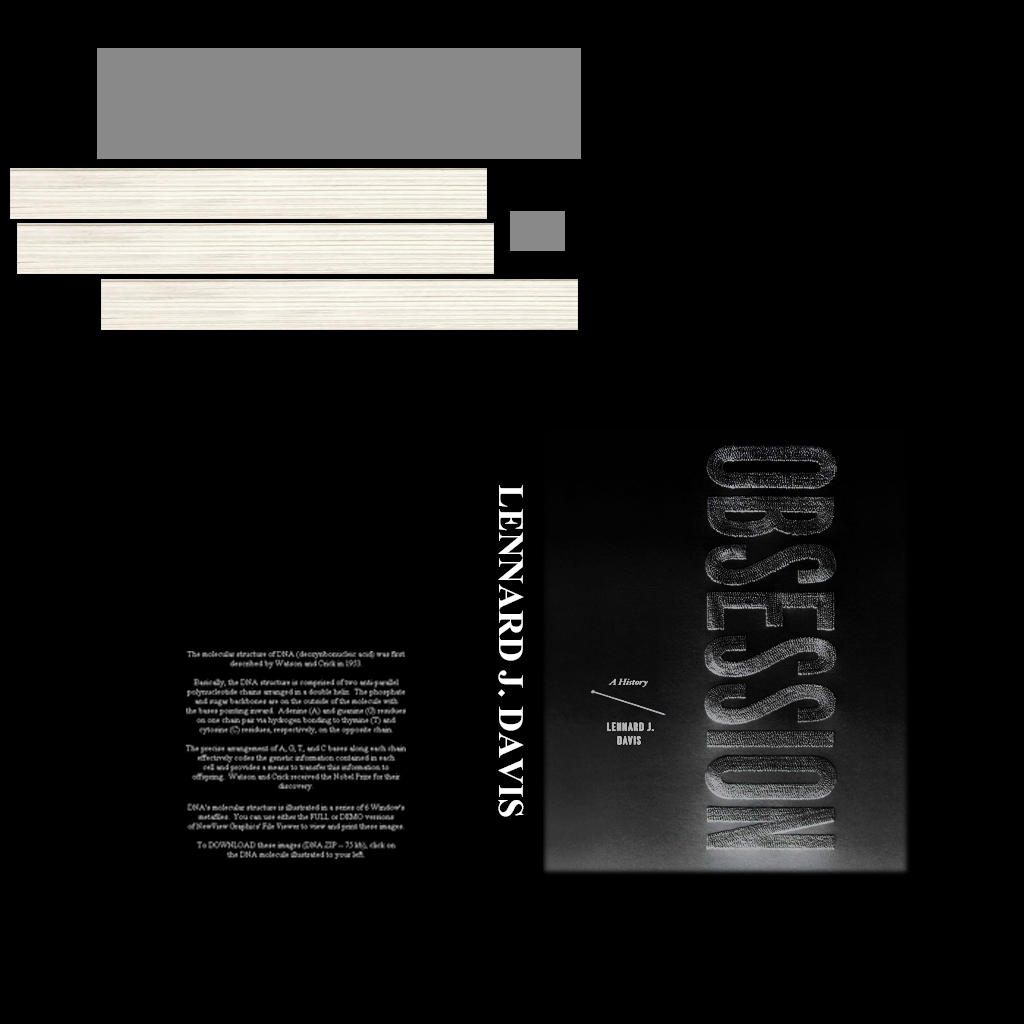 The molecular structure of DNA (deoxyribonucleic acid) was first
described by Watson and Crick in 1953.
Basically, the DNA structure is comprised of two anti-parallel
polynucleotide chains arranged in a double helix. The phosphate
and sugar backbones are on the outside of the molecule with
the bases pointing inward. Adenine (A) and guanine (G) residues
on one chain pair via hydrogen bonding to thymine (T) and
cytosine (C) residues, respectively, on the opposite chain.
The precise arrangement of A, G, T, and C bases along each chain
effectively codes the genetic information contained in each
cell and provides a means to transfer this information to
offspring. Watson and Crick received the Nobel Prize for their
discovery.
DNA's molecular structure is illustrated in a series of 6 Window's
metafiles. You can use either the FULL or DEMO versions
of NewView Graphics' File Viewer to view and print these images.
To DOWNLOAD these images (DNA.ZIP -- 75 kb), click on
the DNA molecule illustrated to your left.
LENNARD J. DAVIS
OBSESSION
A History
LENNARD J.
DAVIS